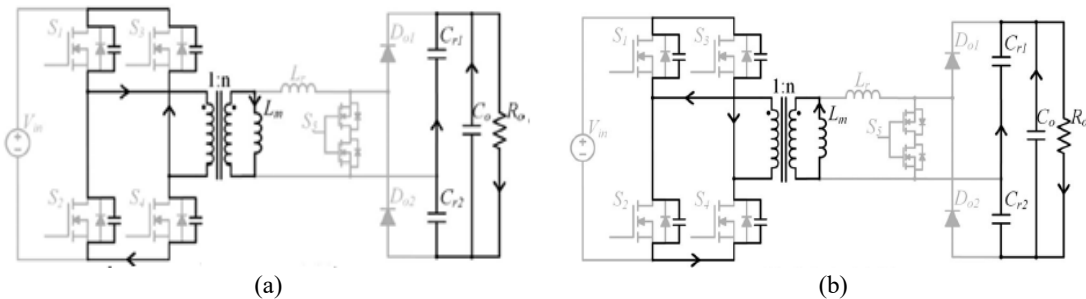 S1
S3
Do1
Cr1
1:n
Lr
Vin
Lm
S5
Co
Ro
S2
S4
Do2
Cr2
(a)
S1
S3
Do1
Cr1
1:n
Lr
Vin
Lm
S5
Co
Ro
S2
S4
Do2
Cr2
(b)